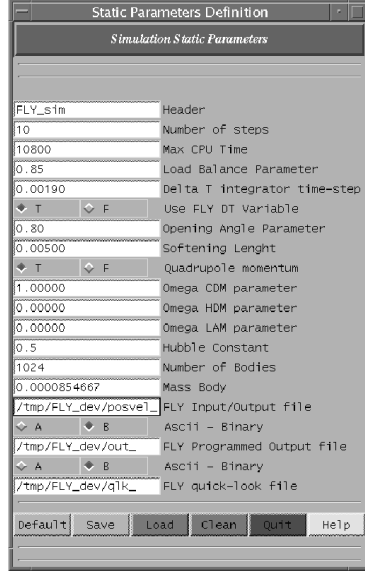 Static Parameters Definition
Simulation Static Parameters
FLY_sim Header
10 Number of steps
10800 Max CPU Time
0.85 Load Balance Parameter
0.00190 Delta T integrator time-step
T F Use FLY DT Variable
0.80 Opening Angle Parameter
0.00500 Softening Lenght
T F Quadrupole momentum
1.00000 Omega CDM parameter
0.00000 Omega HDM parameter
0.00000 Omega LAM parameter
0.5 Hubble Constant
1024 Number of Bodies
0.0000854667 Mass Body
/tmp/FLY_dev/posvel_ FLY Input/Output file
A B Ascii - Binary
/tmp/FLY_dev/out_ FLY Programmed Output file
A B Ascii - Binary
/tmp/FLY_dev/qlk_ FLY quick-look file
Default Save Load Clean Quit Help